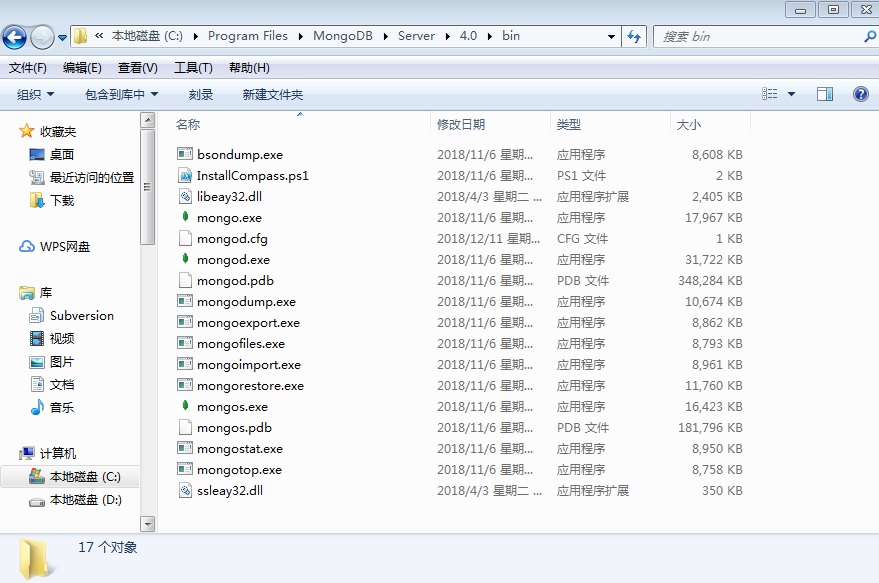 « 本地磁盘 (C:) ▸ Program Files ▸ MongoDB ▸ Server ▸ 4.0 ▸ bin
搜索 bin
文件(F) 编辑(E) 查看(V) 工具(T) 帮助(H)
组织 包含到库中 刻录 新建文件夹
收藏夹
桌面
最近访问的位置
下载
WPS网盘
库
Subversion
视频
图片
文档
音乐
计算机
本地磁盘 (C:)
本地磁盘 (D:)
名称 修改日期 类型 大小
bsondump.exe 2018/11/6 星期... 应用程序 8,608 KB
InstallCompass.ps1 2018/11/6 星期... PS1 文件 2 KB
libeay32.dll 2018/4/3 星期二 ... 应用程序扩展 2,405 KB
mongo.exe 2018/11/6 星期... 应用程序 17,967 KB
mongod.cfg 2018/12/11 星期... CFG 文件 1 KB
mongod.exe 2018/11/6 星期... 应用程序 31,722 KB
mongod.pdb 2018/11/6 星期... PDB 文件 348,284 KB
mongodump.exe 2018/11/6 星期... 应用程序 10,674 KB
mongoexport.exe 2018/11/6 星期... 应用程序 8,862 KB
mongofiles.exe 2018/11/6 星期... 应用程序 8,793 KB
mongoimport.exe 2018/11/6 星期... 应用程序 8,961 KB
mongorestore.exe 2018/11/6 星期... 应用程序 11,760 KB
mongos.exe 2018/11/6 星期... 应用程序 16,423 KB
mongos.pdb 2018/11/6 星期... PDB 文件 181,796 KB
mongostat.exe 2018/11/6 星期... 应用程序 8,950 KB
mongotop.exe 2018/11/6 星期... 应用程序 8,758 KB
ssleay32.dll 2018/4/3 星期二 ... 应用程序扩展 350 KB
17 个对象